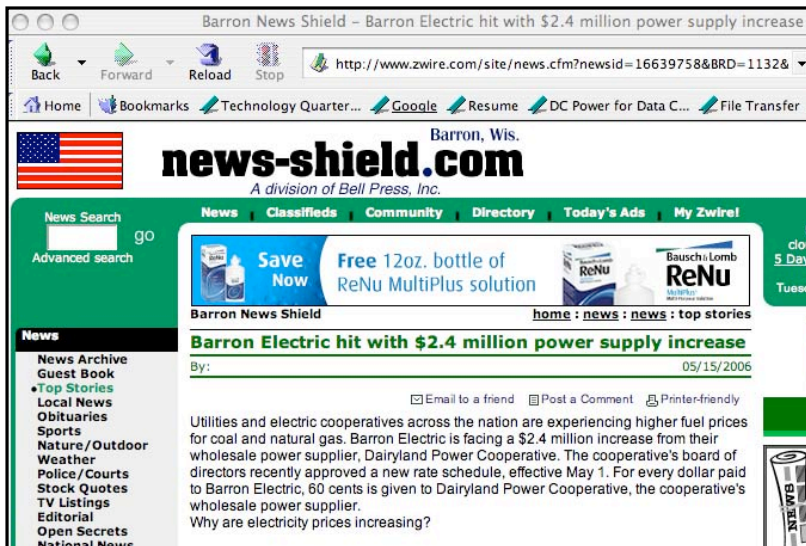 Barron News Shield – Barron Electric hit with $2.4 million power supply increase
Back Forward Reload Stop http://www.zwire.com/site/news.cfm?newsid=16639758&BRD=1132&
Home Bookmarks Technology Quarter... Google Resume DC Power for Data C... File Transfer
Barron, Wis.
news-shield.com
A division of Bell Press, Inc.
News Classifieds Community Directory Today's Ads My Zwire!
News Search
go
Advanced search
Save Now
Free 12oz. bottle of
ReNu MultiPlus solution
ReNu
Bausch & Lomb
ReNu
MultiPlus
clo
5 Day
Tues
Barron News Shield home : news : news : top stories
Barron Electric hit with $2.4 million power supply increase
By: 05/15/2006
Email to a friend Post a Comment Printer-friendly
Utilities and electric cooperatives across the nation are experiencing higher fuel prices
for coal and natural gas. Barron Electric is facing a $2.4 million increase from their
wholesale power supplier, Dairyland Power Cooperative. The cooperative's board of
directors recently approved a new rate schedule, effective May 1. For every dollar paid
to Barron Electric, 60 cents is given to Dairyland Power Cooperative, the cooperative's
wholesale power supplier.
Why are electricity prices increasing?
News
News Archive
Guest Book
Top Stories
Local News
Obituaries
Sports
Nature/Outdoor
Weather
Police/Courts
Stock Quotes
TV Listings
Editorial
Open Secrets
National News
NEWS